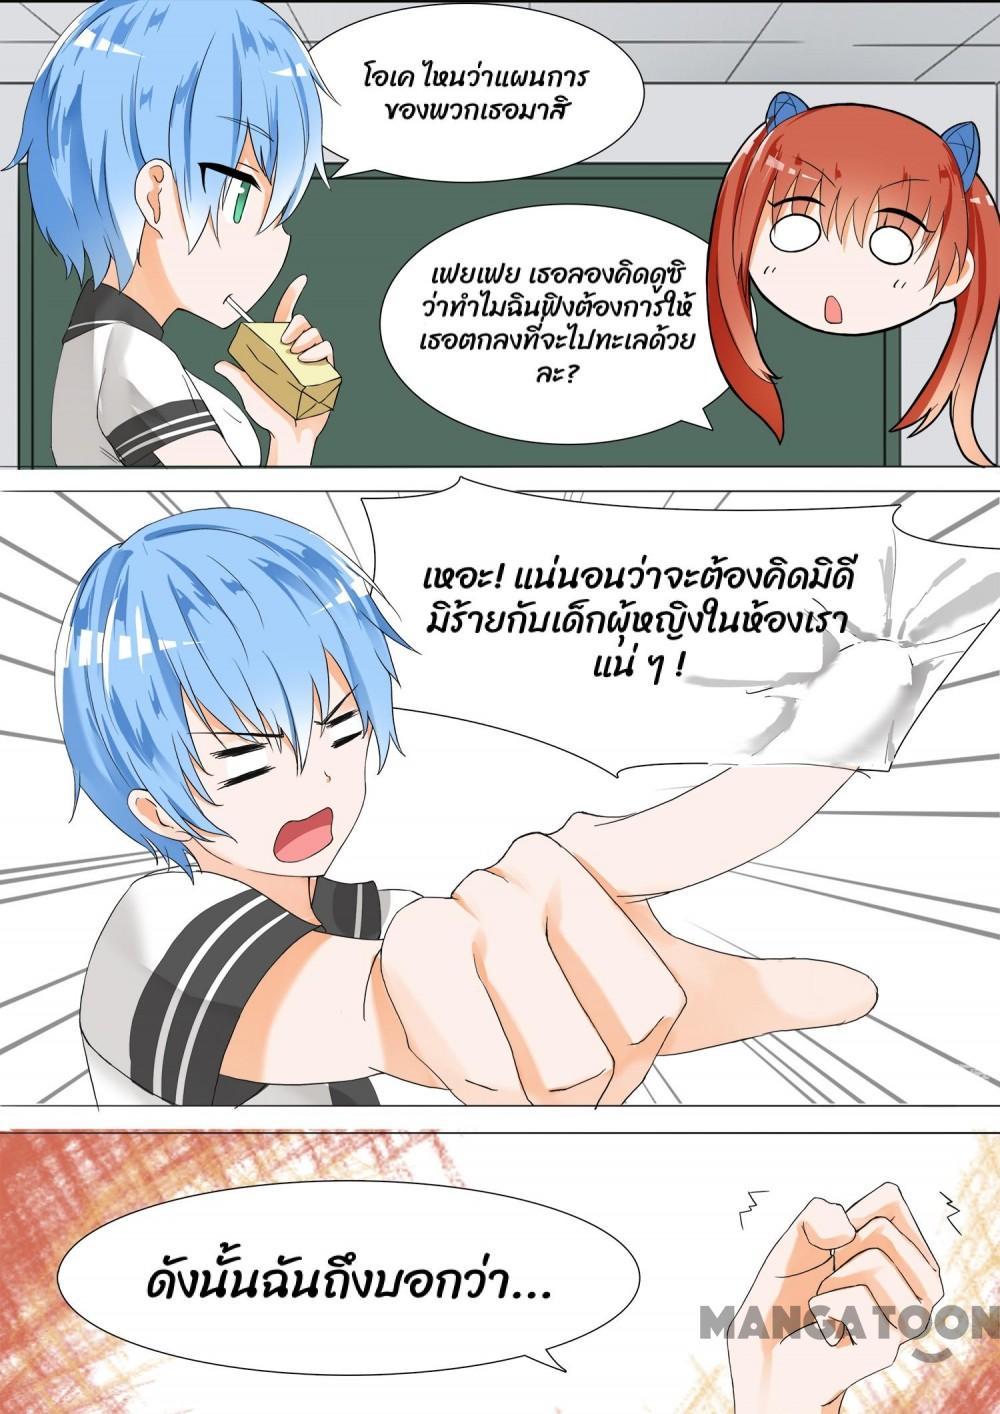 โอเค ไหนว่าแผนการ
ของพวกเธอมาสิ
เฟยเฟย เธอลองคิดดูซิ
ว่าทำไมฉินฟิงต้องการให้
เธอตกลงที่จะไปทะเลด้วย
ละ?
เหอะ! แน่นอนว่าจะต้องคิดมิดี
มิร้ายกับเด็กผู้หญิงในห้องเรา
แน่ ๆ !
ดังนั้นฉันถึงบอกว่า...
MANGATOON